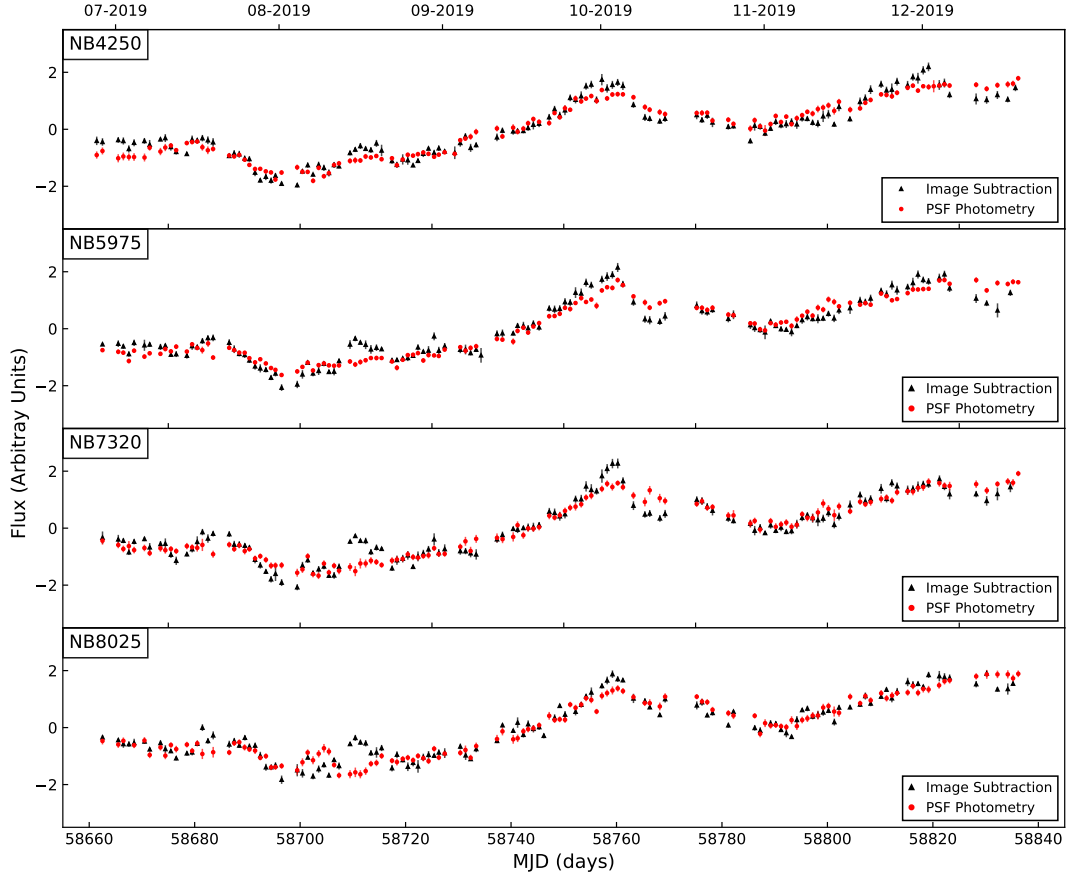 07-2019 08-2019 09-2019 10-2019 11-2019 12-2019
NB4250
2
0
−2
Image Subtraction
PSF Photometry
NB5975
2
0
−2
Image Subtraction
PSF Photometry
Flux (Arbitray Units)
NB7320
2
0
−2
Image Subtraction
PSF Photometry
NB8025
2
0
−2
Image Subtraction
PSF Photometry
58660 58680 58700 58720 58740 58760 58780 58800 58820 58840
MJD (days)